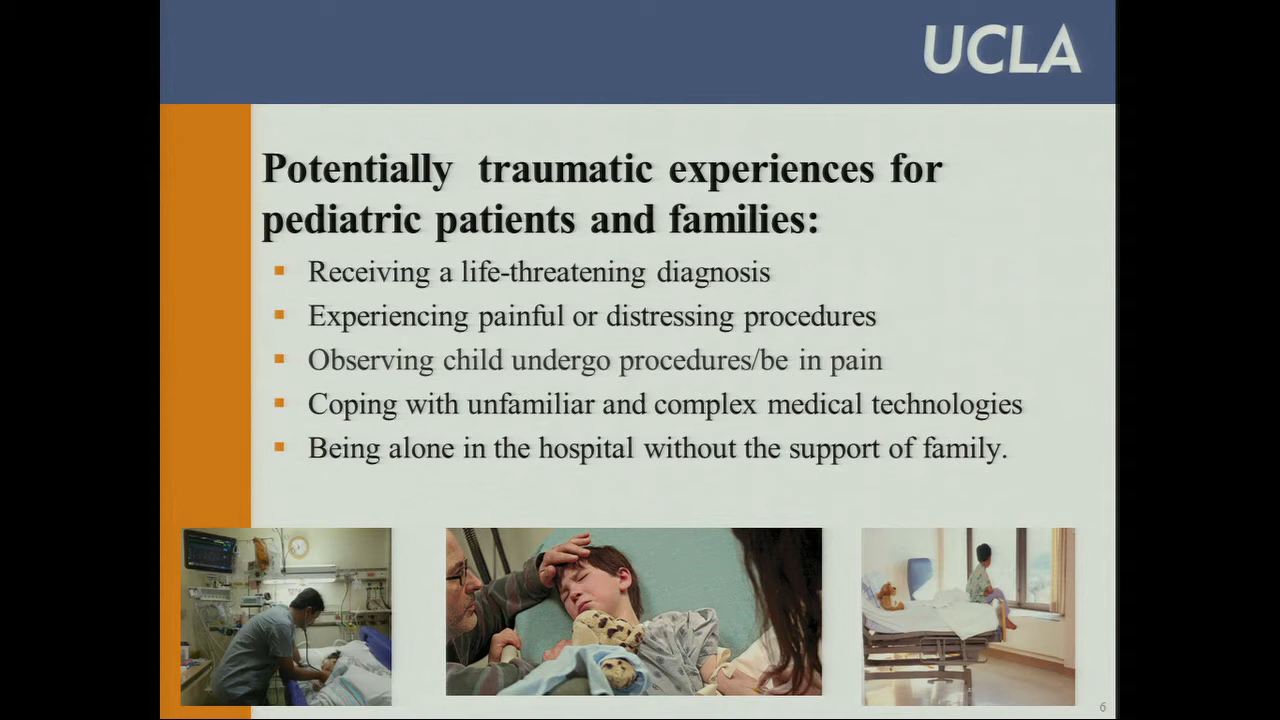 UCLA
Potentially traumatic experiences for
pediatric patients and families:
Receiving a life-threatening diagnosis
Experiencing painful or distressing procedures
Observing child undergo procedures/be in pain
Coping with unfamiliar and complex medical technologies
Being alone in the hospital without the support of family.
6